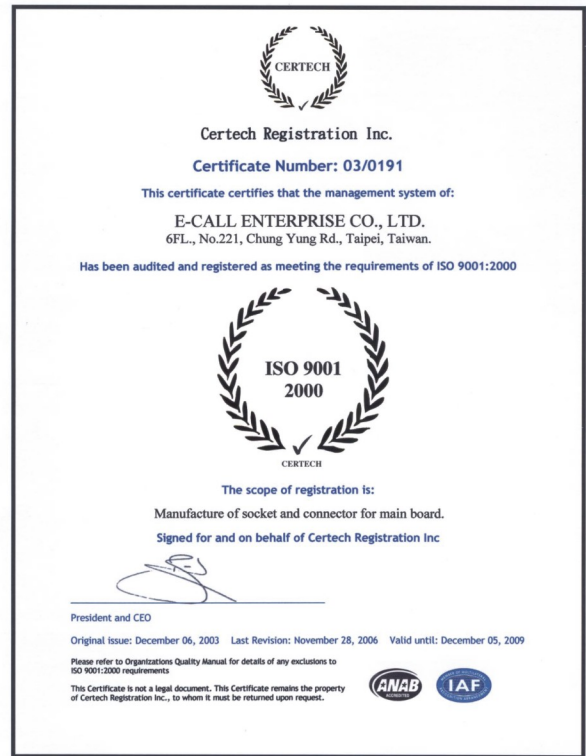 CERTECH
Certech Registration Inc.
Certificate Number: 03/0191
This certificate certifies that the management system of:
E-CALL ENTERPRISE CO., LTD.
6FL., No.221, Chung Yung Rd., Taipei, Taiwan.
Has been audited and registered as meeting the requirements of ISO 9001:2000
ISO 9001
2000
CERTECH
The scope of registration is:
Manufacture of socket and connector for main board.
Signed for and on behalf of Certech Registration Inc
President and CEO
Original issue: December 06, 2003 Last Revision: November 28, 2006 Valid until: December 05, 2009
Please refer to Organizations Quality Manual for details of any exclusions to
ISO 9001:2000 requirements
This Certificate is not a legal document. This Certificate remains the property
of Certech Registration Inc., to whom it must be returned upon request.
ANAB
ACCREDITED
IAF